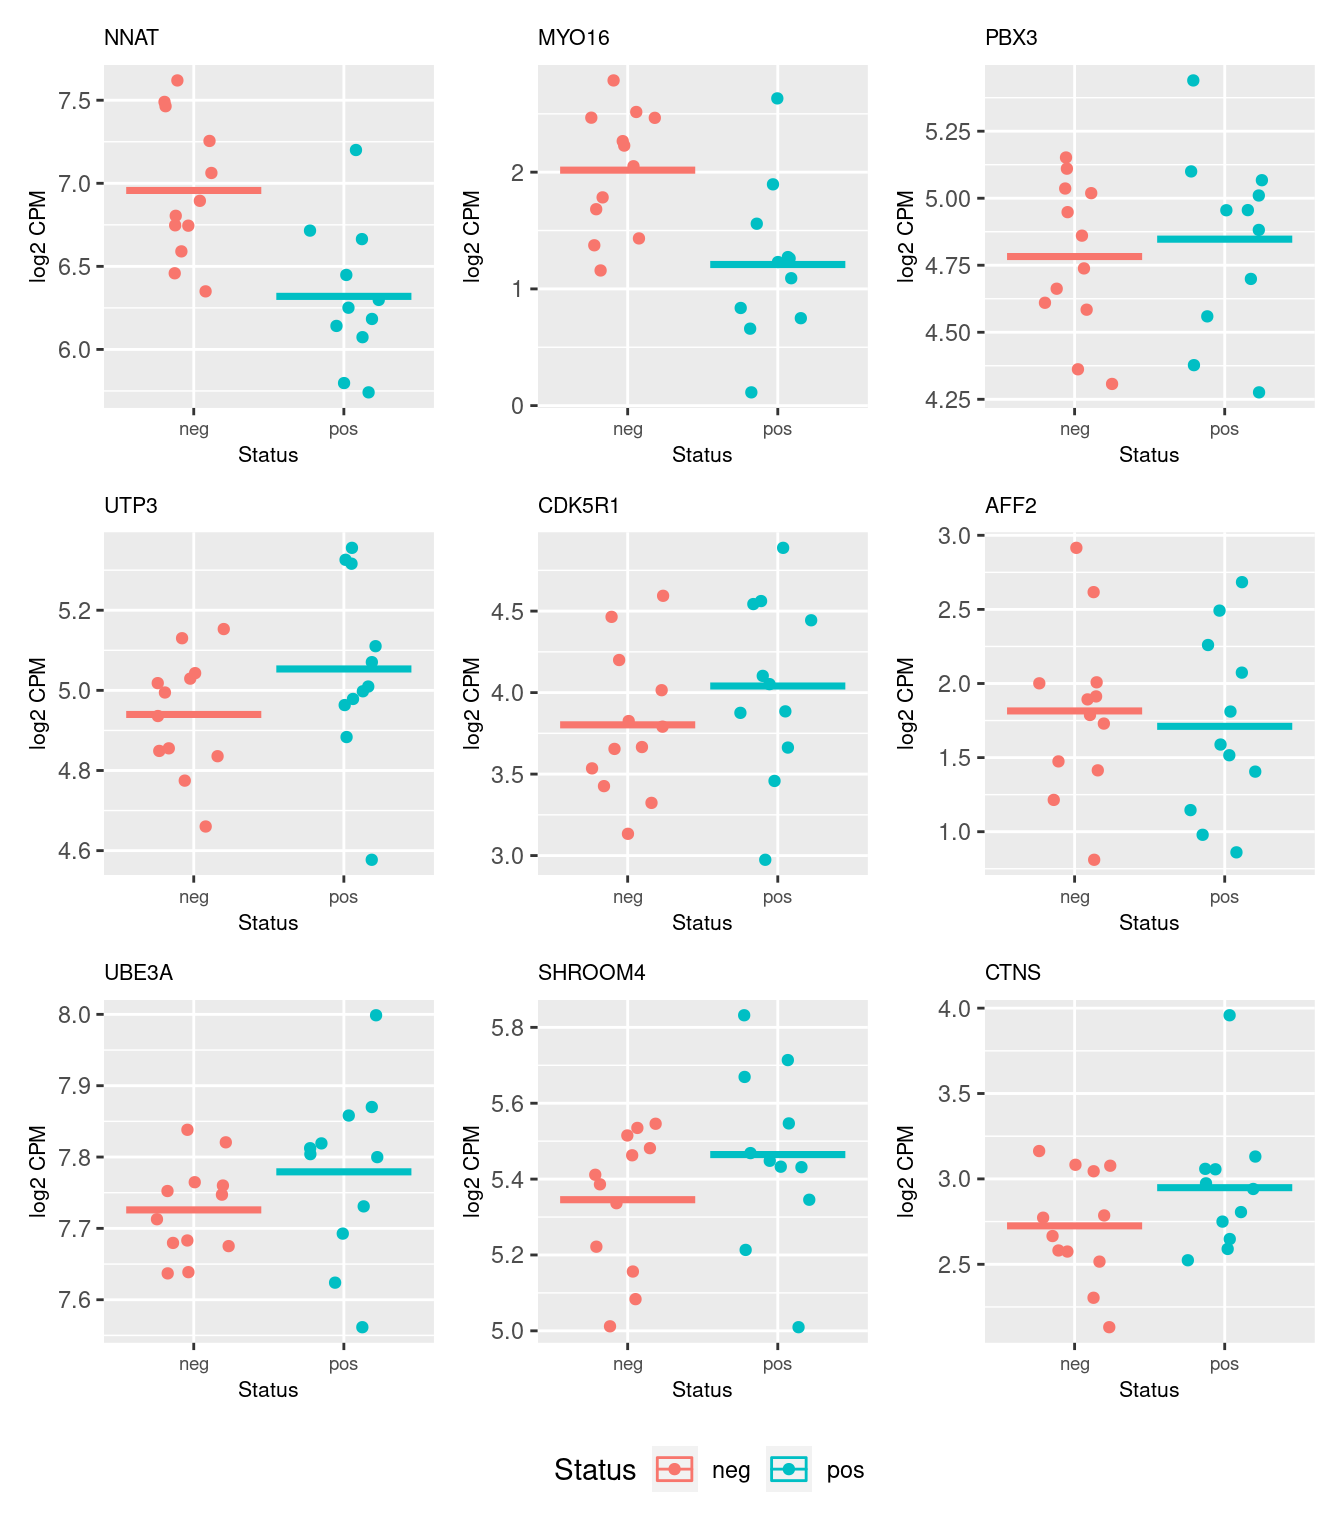 NNAT
MYO16
PBX3
7.5
7.0
6.5
6.0
log2 CPM
neg
pos
Status
2
1
0
log2 CPM
neg
pos
Status
5.25
5.00
4.75
4.50
4.25
log2 CPM
neg
pos
Status
UTP3
CDK5R1
AFF2
5.2
5.0
4.8
4.6
log2 CPM
neg
pos
Status
4.5
4.0
3.5
3.0
log2 CPM
neg
pos
Status
3.0
2.5
2.0
1.5
1.0
log2 CPM
neg
pos
Status
UBE3A
SHROOM4
CTNS
8.0
7.9
7.8
7.7
7.6
log2 CPM
neg
pos
Status
5.8
5.6
5.4
5.2
5.0
log2 CPM
neg
pos
Status
4.0
3.5
3.0
2.5
log2 CPM
neg
pos
Status
Status neg pos